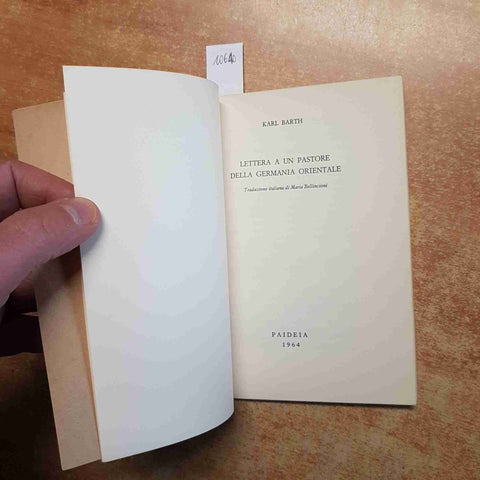 10640
KARL BARTH
LETTERA A UN PASTORE
DELLA GERMANIA ORIENTALE
Traduzione italiana di Maria Bellincioni
PAIDEIA
1964